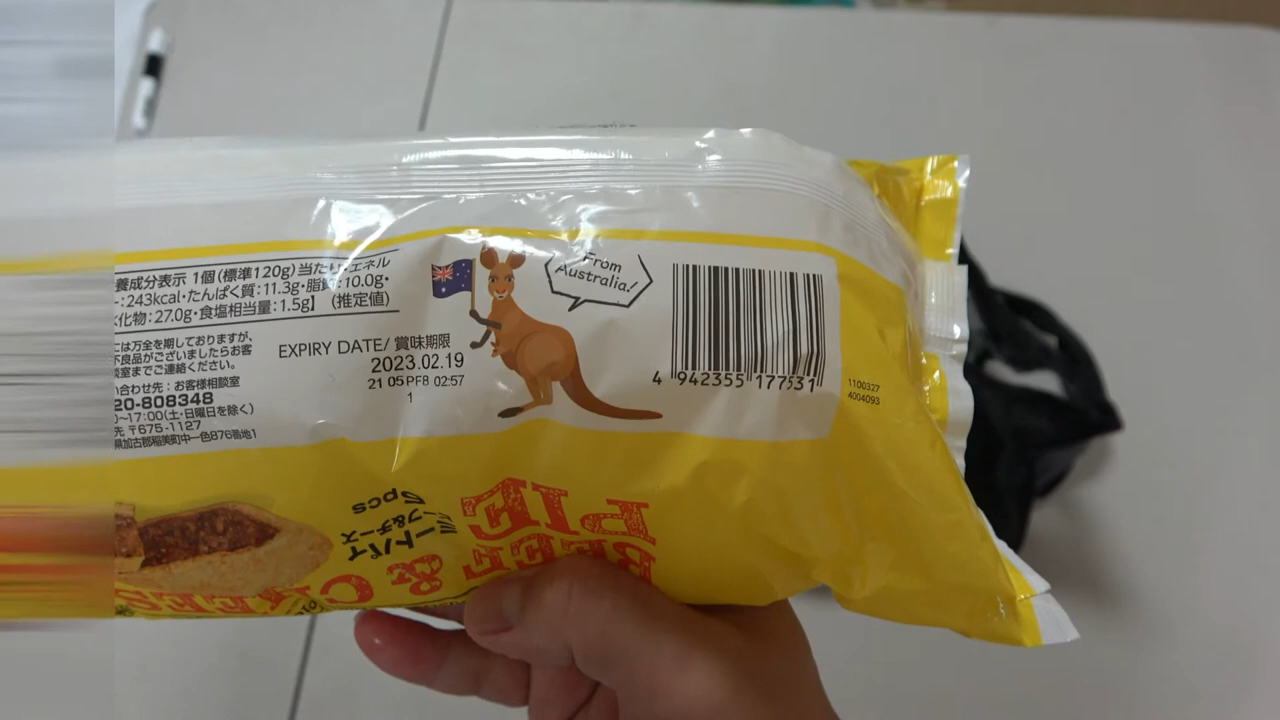 養成分表示 1個(標準120g)当たり エネル
ー:243kcal・たんぱく質:11.3g・脂質:10.0g・
化物:27.0g・食塩相当量:1.5g】 (推定値)
には万全を期しておりますが、
不良品がございましたらお客
談室までご連絡ください。
い合わせ先:お客様相談室
20-808348
0〜17:00(土・日曜日を除く)
先 〒675-1127
県加古郡稲美町中一色876番地1
EXPIRY DATE/ 賞味期限
2023.02.19
21 05 PF8 02:57
1
From
Australia!
4 942355 177531
1100327
4004093
BEEF
PIE
&
ミートパイ
ビーフ&チーズ
6pcs